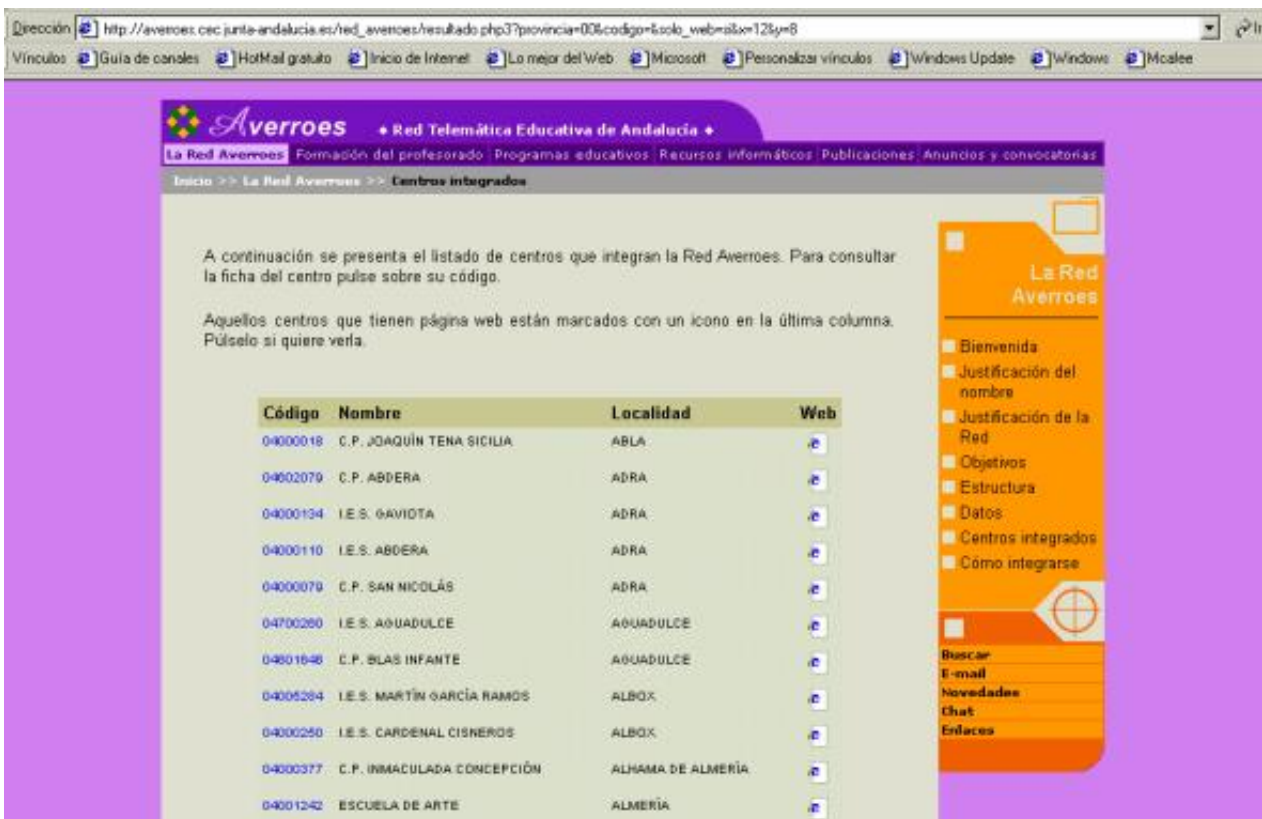 Dirección http://averroes.cec.junta-andalucia.es/red_averroes/resultado.php3?provincia=00&codigo=&solo_web=si&x=12&y=8
Vínculos Guía de canales HotMail gratuito Inicio de Internet Lo mejor del Web Microsoft Personalizar vínculos Windows Update Windows Mcafee
Averroes Red Telemática Educativa de Andalucía
La Red Averroes Formación del profesorado Programas educativos Recursos informáticos Publicaciones Anuncios y convocatorias
Inicio >> La Red Averroes >> Centros integrados
A continuación se presenta el listado de centros que integran la Red Averroes. Para consultar
la ficha del centro pulse sobre su código.
Aquellos centros que tienen página web están marcados con un icono en la última columna.
Púlselo si quiere verla.
Código Nombre Localidad Web
04000018 C.P. JOAQUÍN TENA SICILIA ABLA
04602079 C.P. ABDERA ADRA
04000134 I.E.S. GAVIOTA ADRA
04000110 I.E.S. ABDERA ADRA
04000079 C.P. SAN NICOLÁS ADRA
04700260 I.E.S. AGUADULCE AGUADULCE
04601646 C.P. BLAS INFANTE AGUADULCE
04005284 I.E.S. MARTÍN GARCÍA RAMOS ALBOX
04000250 I.E.S. CARDENAL CISNEROS ALBOX
04000377 C.P. INMACULADA CONCEPCIÓN ALHAMA DE ALMERÍA
04001242 ESCUELA DE ARTE ALMERÍA
La Red
Averroes
Bienvenida
Justificación del
nombre
Justificación de la
Red
Objetivos
Estructura
Datos
Centros integrados
Cómo integrarse
Buscar
E-mail
Novedades
Chat
Enlaces